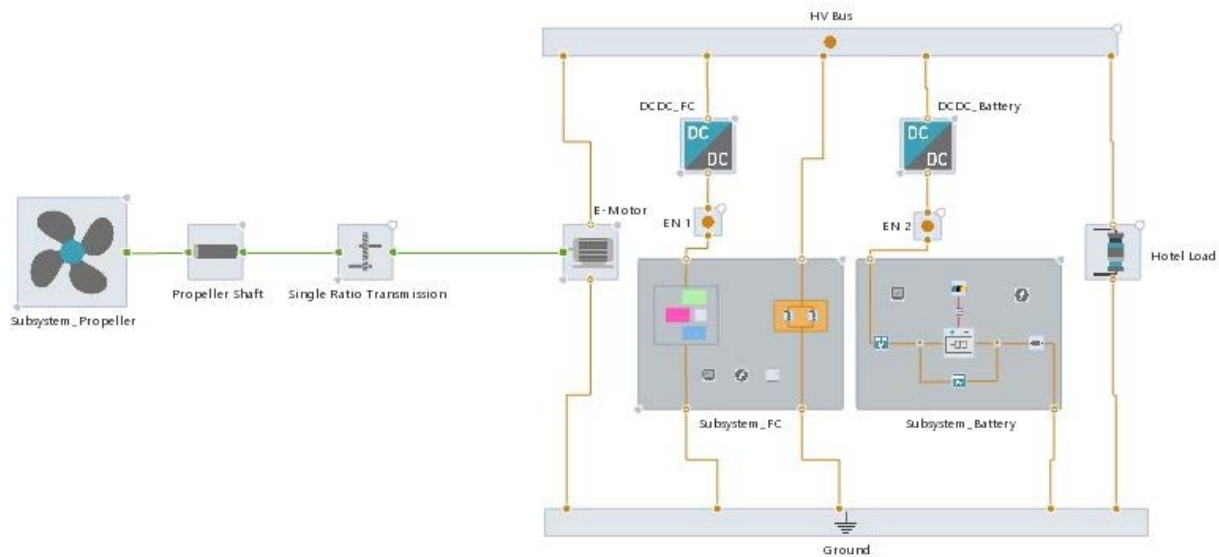 HV Bus
DCDC_FC
DCDC_Battery
DC
DC
DC
DC
E-Motor
EN 1
EN 2
Hotel Load
Propeller Shaft
Single Ratio Transmission
Subsystem_Propeller
Subsystem_FC
Subsystem_Battery
Ground